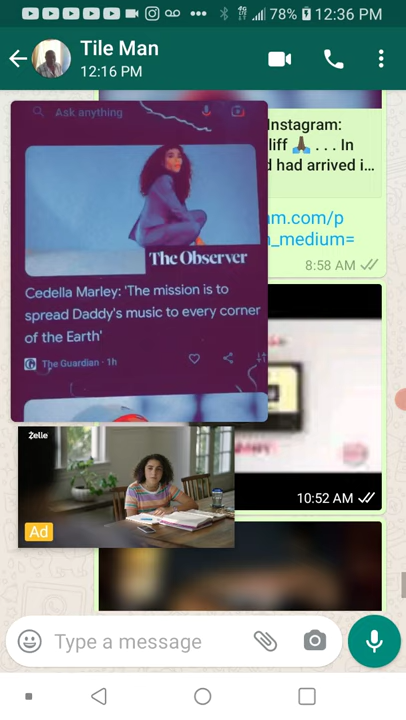 78% 12:36 PM
Tile Man
12:16 PM
Ask anything
The Observer
Cedella Marley: 'The mission is to
spread Daddy's music to every corner
of the Earth'
The Guardian · 1h
Instagram:
liff 🙏🏿 . . . In
d had arrived i...
am.com/p
_medium=
8:58 AM
10:52 AM
Żelle
Ad
Type a message